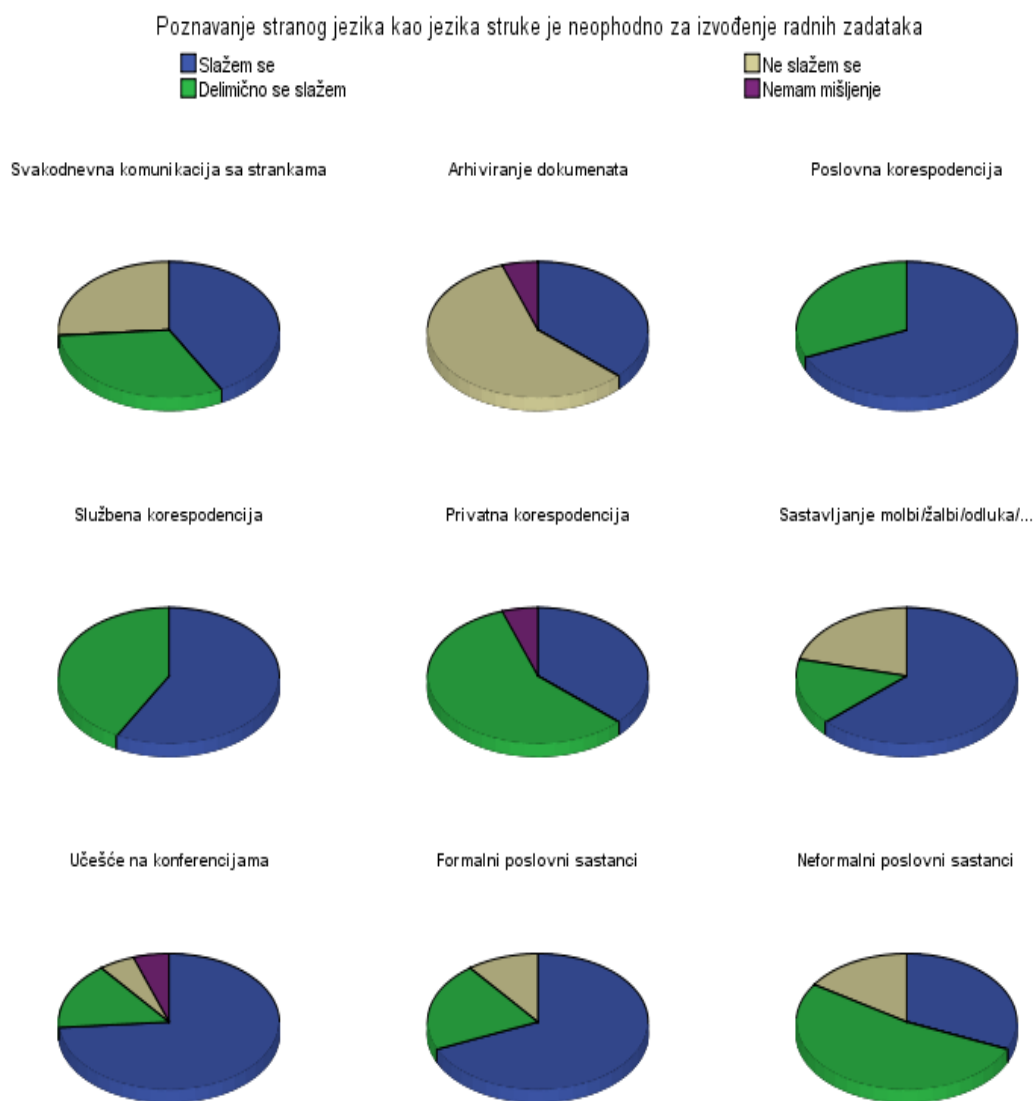 Poznavanje stranog jezika kao jezika struke je neophodno za izvođenje radnih zadataka
Slažem se
Ne slažem se
Delimično se slažem
Nemam mišljenje
Svakodnevna komunikacija sa strankama
Arhiviranje dokumenata
Poslovna korespodencija
Službena korespodencija
Privatna korespodencija
Sastavljanje molbi/žalbi/odluka/...
Učešće na konferencijama
Formalni poslovni sastanci
Neformalni poslovni sastanci